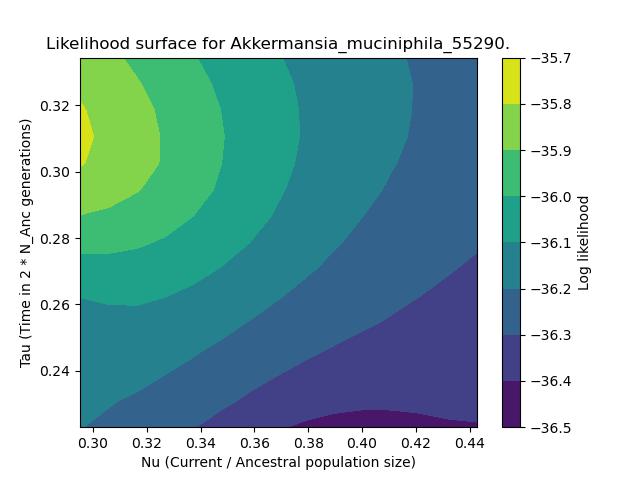 Likelihood surface for Akkermansia_muciniphila_55290.
−35.7
−35.8
−35.9
−36.0
−36.1
−36.2
−36.3
−36.4
−36.5
Log likelihood
0.32
0.30
0.28
0.26
0.24
Tau (Time in 2 * N_Anc generations)
0.30 0.32 0.34 0.36 0.38 0.40 0.42 0.44
Nu (Current / Ancestral population size)